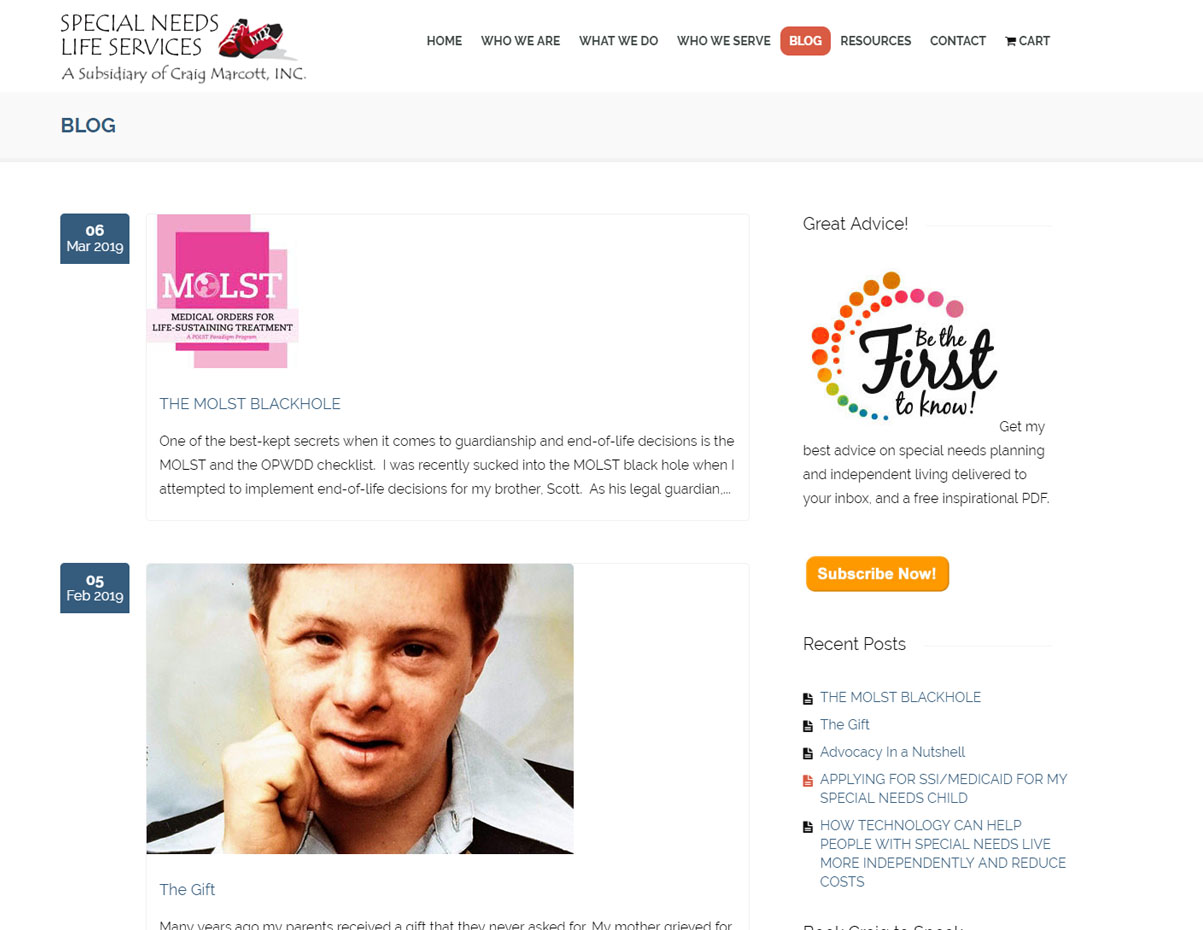 SPECIAL NEEDS
LIFE SERVICES
A Subsidiary of Craig Marcott, INC.
HOME WHO WE ARE WHAT WE DO WHO WE SERVE BLOG RESOURCES CONTACT CART
BLOG
06
Mar 2019
MOLST
MEDICAL ORDERS FOR
LIFE-SUSTAINING TREATMENT
A POLST Paradigm Program
THE MOLST BLACKHOLE
One of the best-kept secrets when it comes to guardianship and end-of-life decisions is the
MOLST and the OPWDD checklist.  I was recently sucked into the MOLST black hole when I
attempted to implement end-of-life decisions for my brother, Scott.  As his legal guardian,...
05
Feb 2019
The Gift
Many years ago my parents received a gift that they never asked for. My mother grieved for
Great Advice!
Be the
First
to know!
Get my
best advice on special needs planning
and independent living delivered to
your inbox, and a free inspirational PDF.
Subscribe Now!
Recent Posts
THE MOLST BLACKHOLE
The Gift
Advocacy In a Nutshell
APPLYING FOR SSI/MEDICAID FOR MY
SPECIAL NEEDS CHILD
HOW TECHNOLOGY CAN HELP
PEOPLE WITH SPECIAL NEEDS LIVE
MORE INDEPENDENTLY AND REDUCE
COSTS
Book Craig to Speak